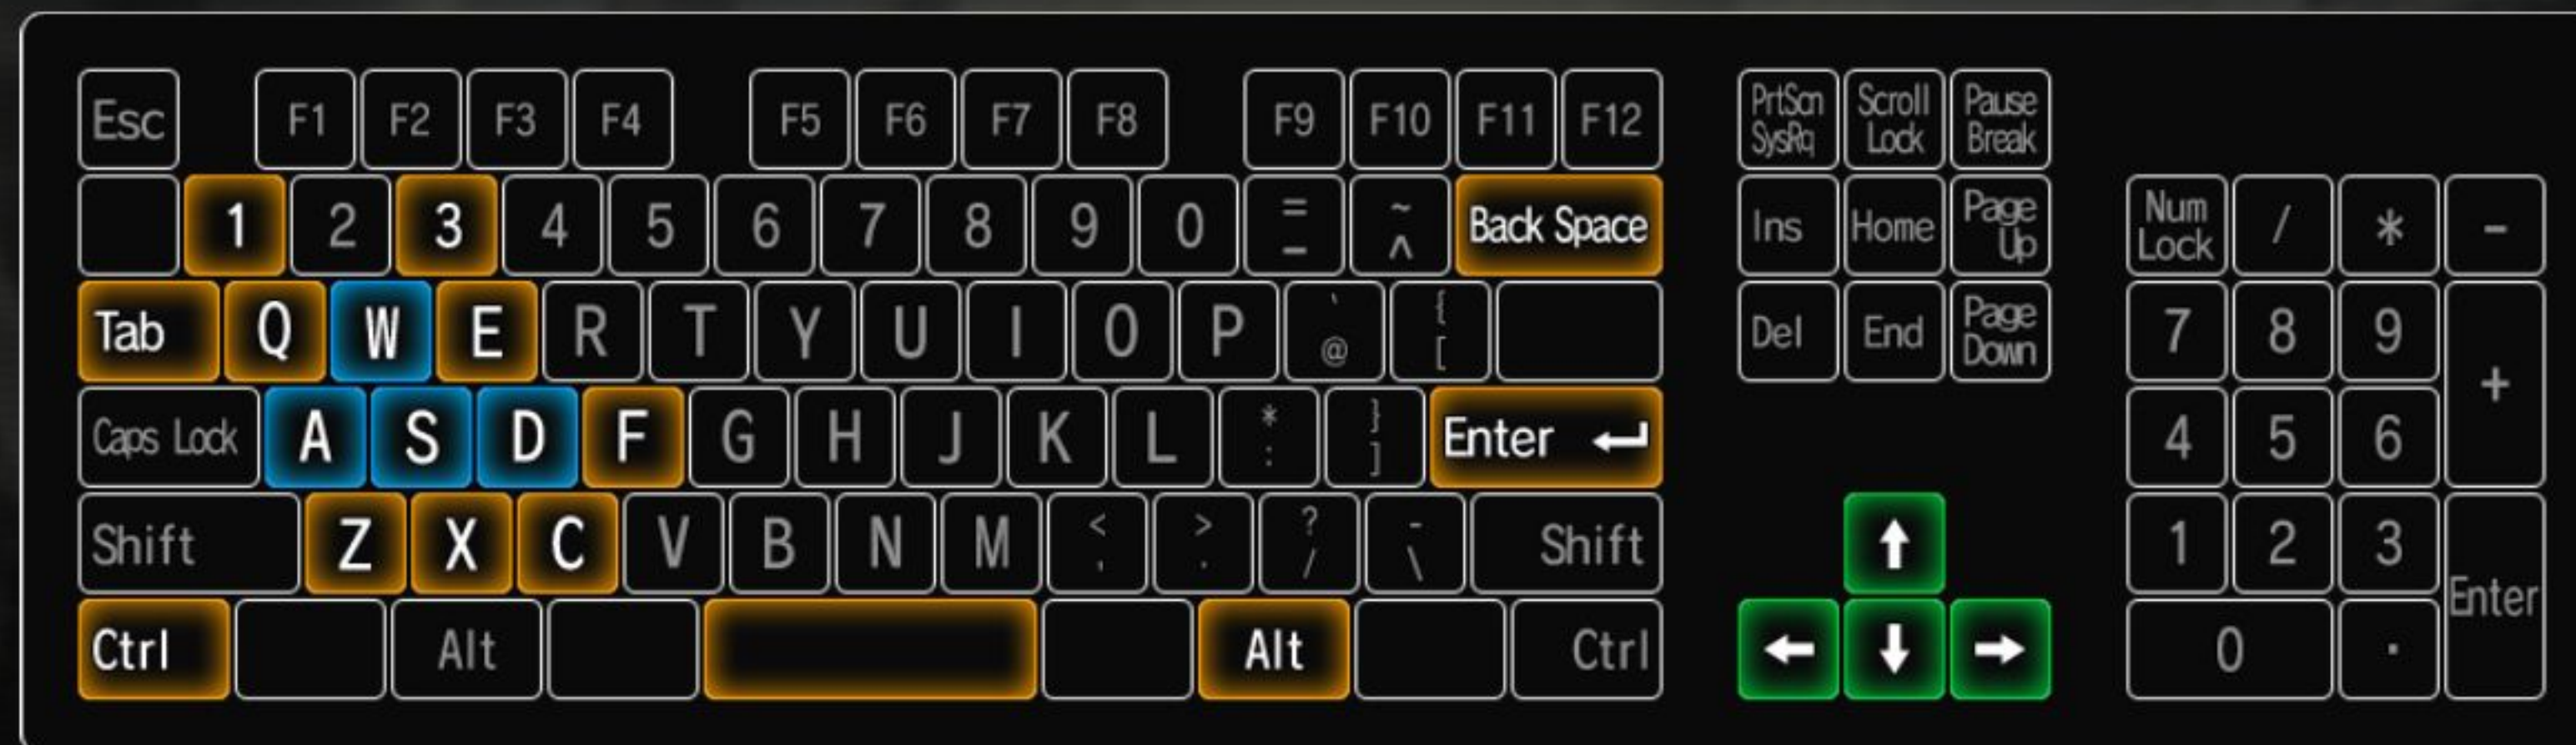 Esc F1 F2 F3 F4 F5 F6 F7 F8 F9 F10 F11 F12 PrtScn SysRq Scroll Lock Pause Break
1 2 3 4 5 6 7 8 9 0 = - ~ ^ Back Space Ins Home Page Up Num Lock / * -
Tab Q W E R T Y U I O P ` @ { [ Del End Page Down 7 8 9 +
Caps Lock A S D F G H J K L * : } ] Enter ↵ 4 5 6
Shift Z X C V B N M < , > . ? / - \ Shift ↑ 1 2 3 Enter
Ctrl Alt Alt Ctrl ← ↓ → 0 .